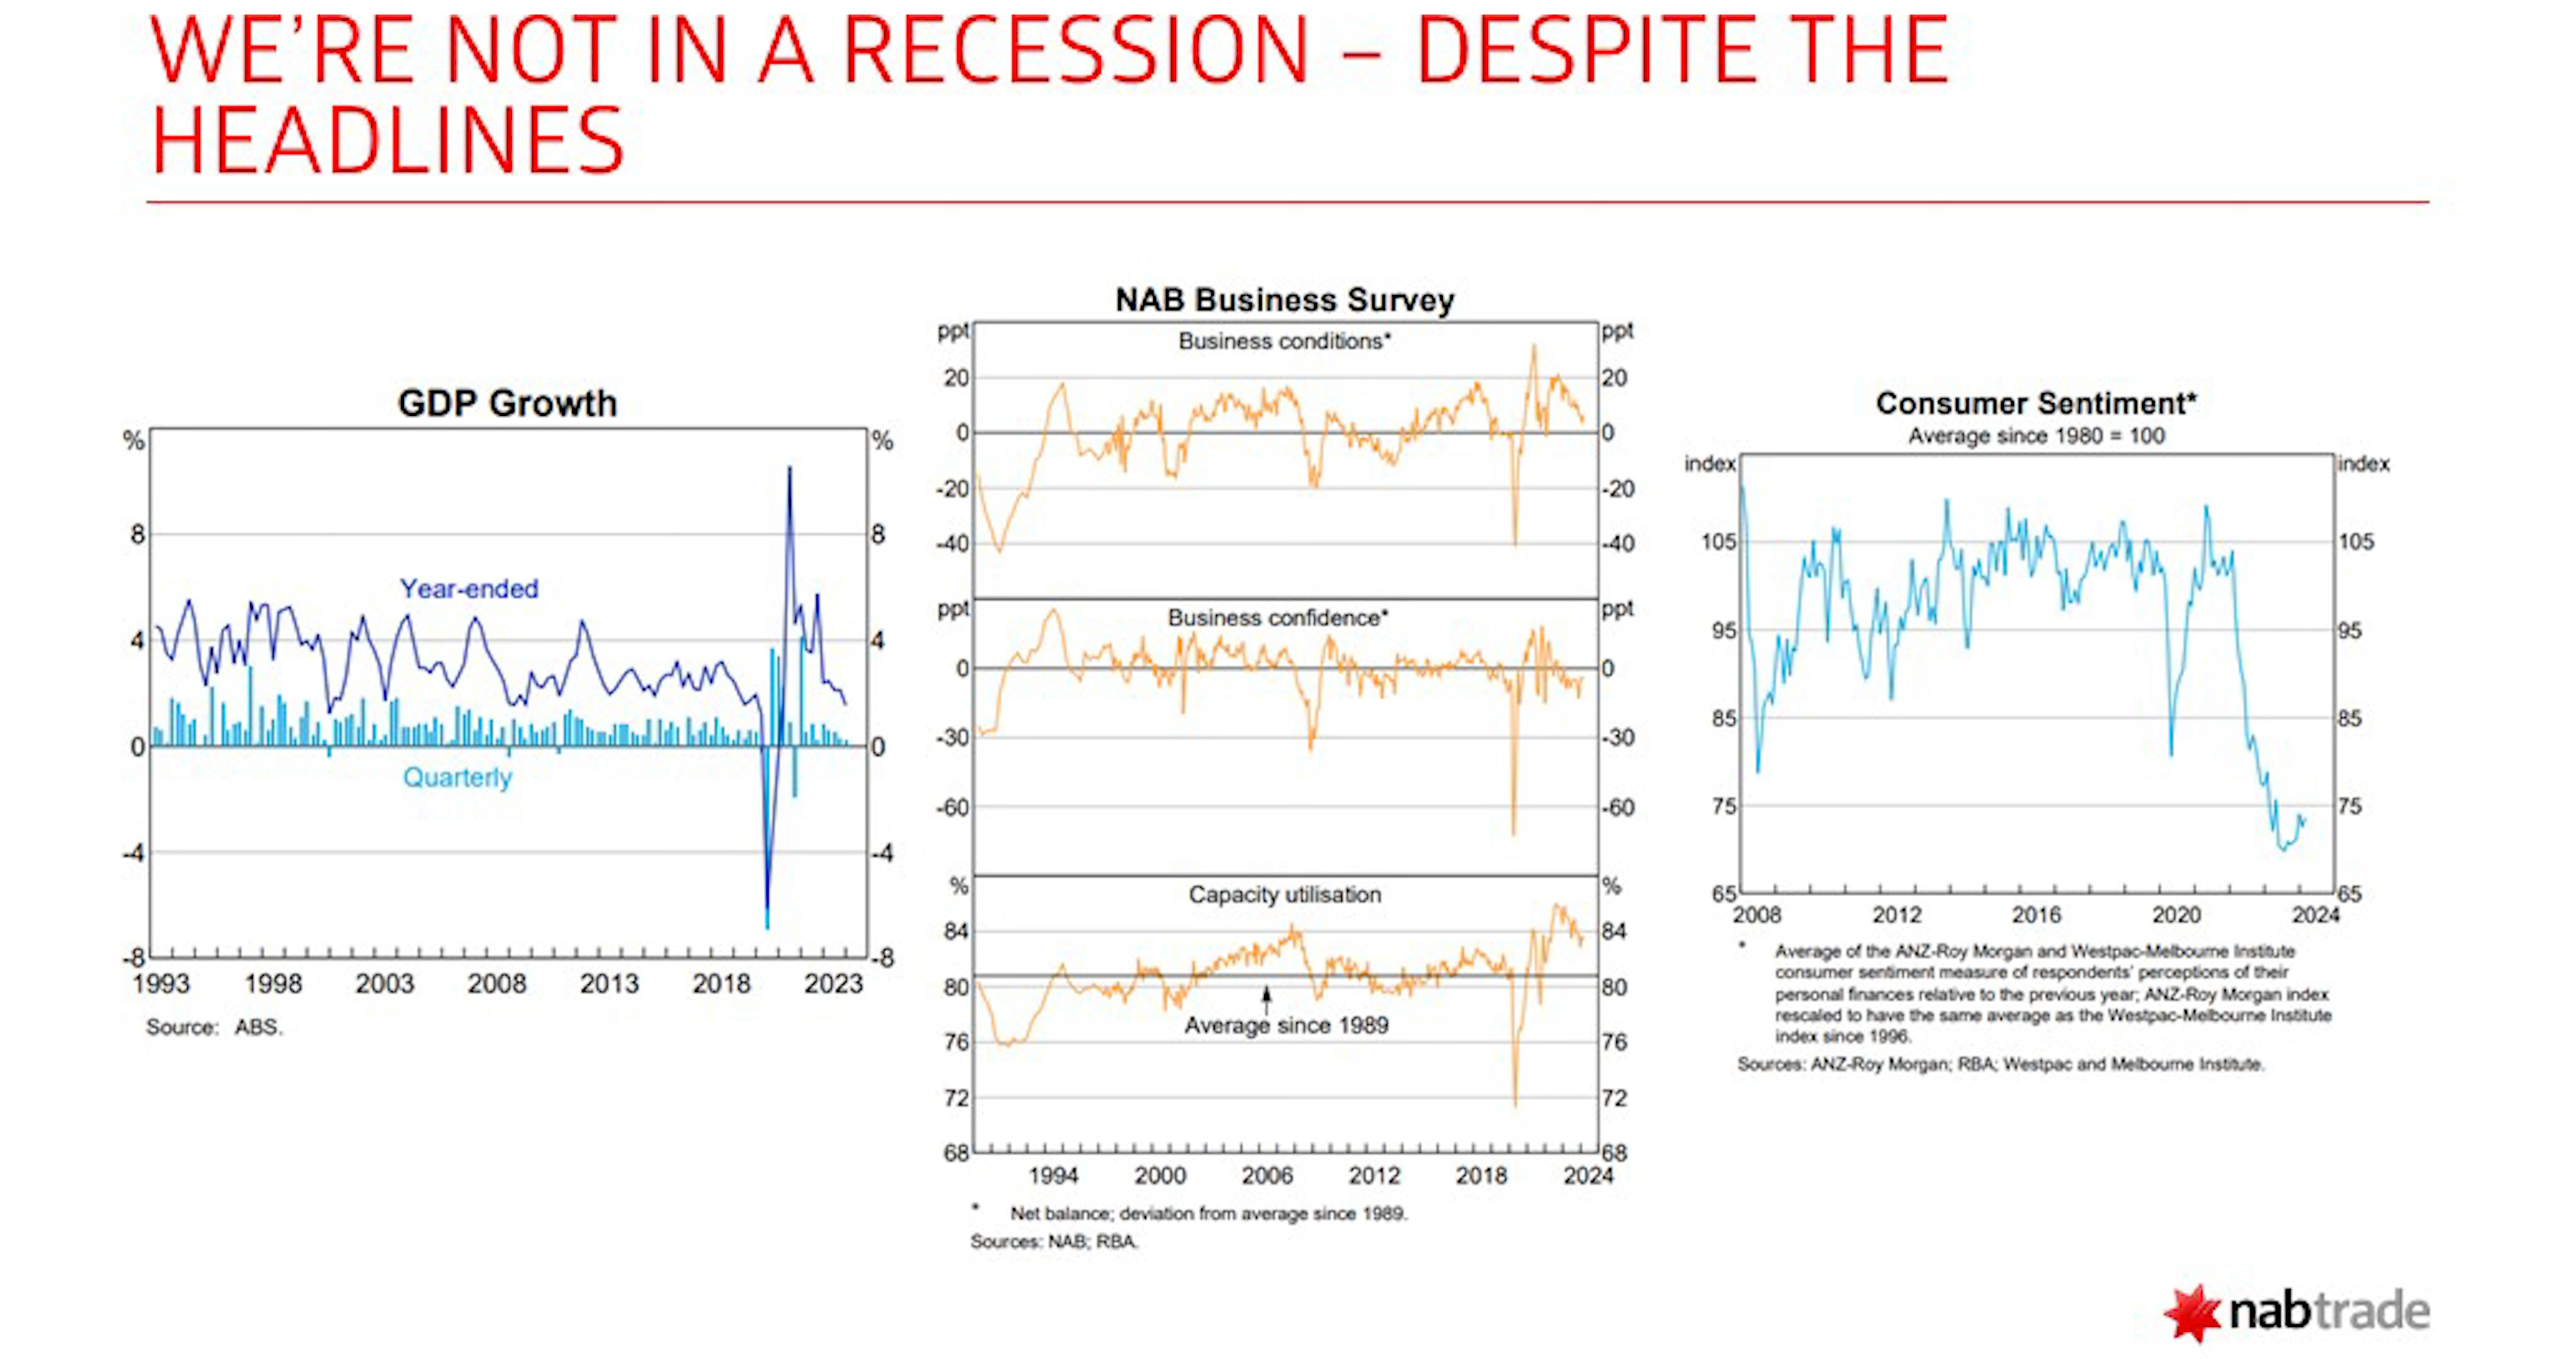 WE'RE NOT IN A RECESSION – DESPITE THE
HEADLINES
GDP Growth
% %
8 8
Year-ended
4 4
0 0
Quarterly
-4 -4
-8 -8
1993 1998 2003 2008 2013 2018 2023
Source: ABS.
NAB Business Survey
ppt ppt
Business conditions*
20 20
0 0
-20 -20
-40 -40
ppt ppt
Business confidence*
0 0
-30 -30
-60 -60
% %
Capacity utilisation
84 84
80 80
Average since 1989
76 76
72 72
68 68
1994 2000 2006 2012 2018 2024
* Net balance; deviation from average since 1989.
Sources: NAB; RBA.
Consumer Sentiment*
Average since 1980 = 100
index index
105 105
95 95
85 85
75 75
65 65
2008 2012 2016 2020 2024
* Average of the ANZ-Roy Morgan and Westpac-Melbourne Institute
consumer sentiment measure of respondents' perceptions of their
personal finances relative to the previous year; ANZ-Roy Morgan index
rescaled to have the same average as the Westpac-Melbourne Institute
index since 1996.
Sources: ANZ-Roy Morgan; RBA; Westpac and Melbourne Institute.
nabtrade